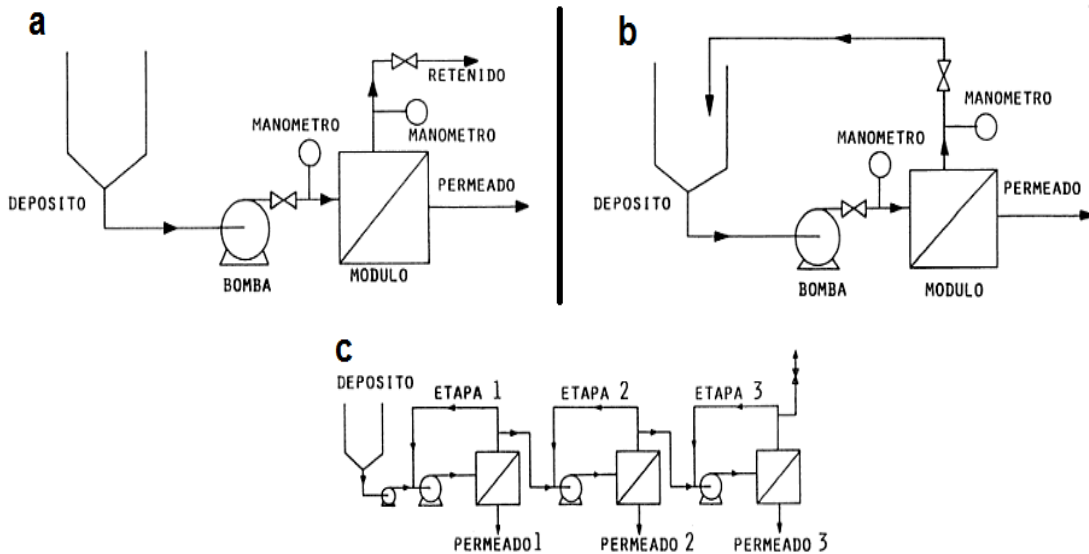 a
RETENIDO
MANOMETRO
MANOMETRO
PERMEADO
DEPOSITO
BOMBA
MODULO
b
MANOMETRO
MANOMETRO
PERMEADO
DEPOSITO
BOMBA
MODULO
c
DEPOSITO
ETAPA 1
ETAPA 2
ETAPA 3
PERMEADO 1
PERMEADO 2
PERMEADO 3